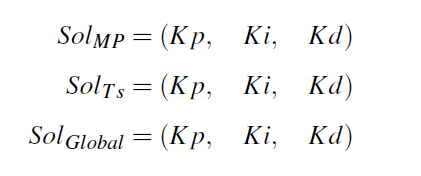 Sol_MP = (Kp, Ki, Kd)
Sol_Ts = (Kp, Ki, Kd)
Sol_Global = (Kp, Ki, Kd)